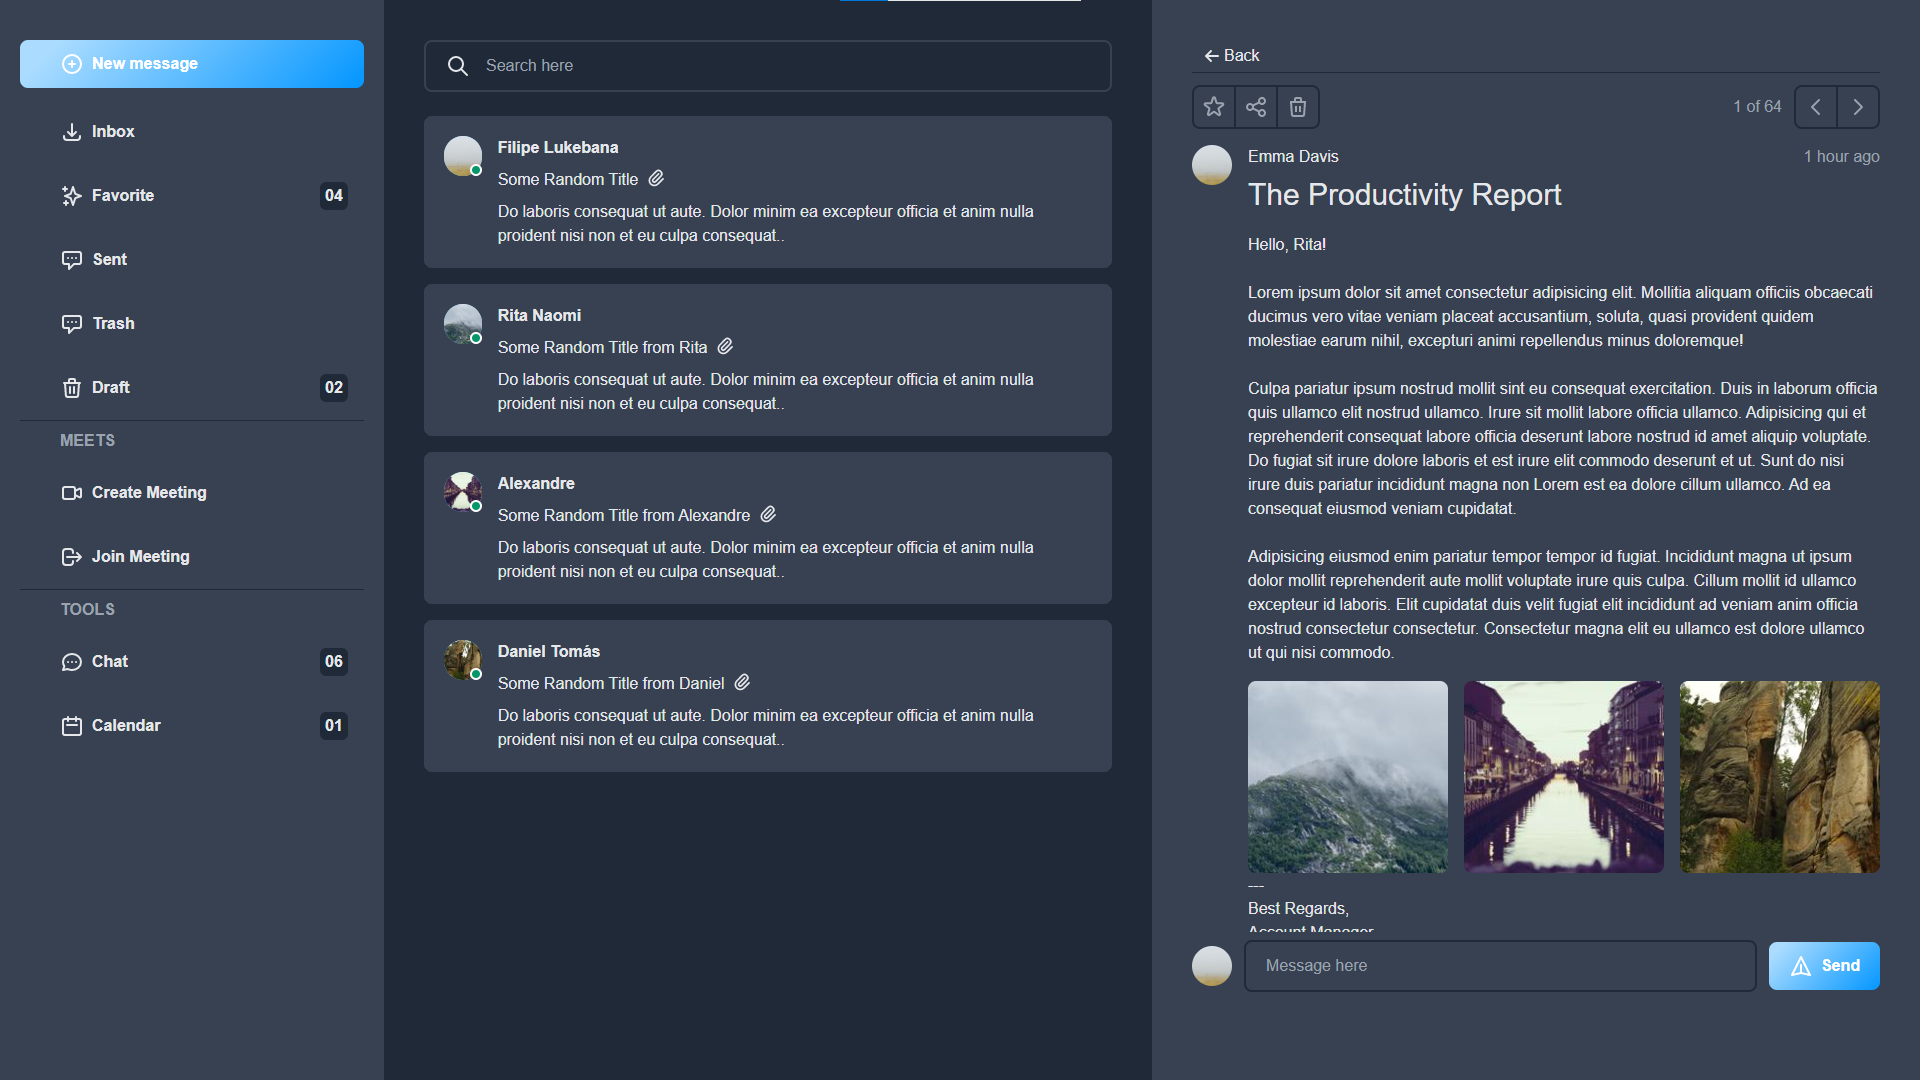 New message
Inbox
Favorite 04
Sent
Trash
Draft 02
MEETS
Create Meeting
Join Meeting
TOOLS
Chat 06
Calendar 01
Search here
Filipe Lukebana
Some Random Title
Do laboris consequat ut aute. Dolor minim ea excepteur officia et anim nulla
proident nisi non et eu culpa consequat..
Rita Naomi
Some Random Title from Rita
Do laboris consequat ut aute. Dolor minim ea excepteur officia et anim nulla
proident nisi non et eu culpa consequat..
Alexandre
Some Random Title from Alexandre
Do laboris consequat ut aute. Dolor minim ea excepteur officia et anim nulla
proident nisi non et eu culpa consequat..
Daniel Tomás
Some Random Title from Daniel
Do laboris consequat ut aute. Dolor minim ea excepteur officia et anim nulla
proident nisi non et eu culpa consequat..
Back
1 of 64
Emma Davis 1 hour ago
The Productivity Report
Hello, Rita!
Lorem ipsum dolor sit amet consectetur adipisicing elit. Mollitia aliquam officiis obcaecati
ducimus vero vitae veniam placeat accusantium, soluta, quasi provident quidem
molestiae earum nihil, excepturi animi repellendus minus doloremque!
Culpa pariatur ipsum nostrud mollit sint eu consequat exercitation. Duis in laborum officia
quis ullamco elit nostrud ullamco. Irure sit mollit labore officia ullamco. Adipisicing qui et
reprehenderit consequat labore officia deserunt labore nostrud id amet aliquip voluptate.
Do fugiat sit irure dolore laboris et est irure elit commodo deserunt et ut. Sunt do nisi
irure duis pariatur incididunt magna non Lorem est ea dolore cillum ullamco. Ad ea
consequat eiusmod veniam cupidatat.
Adipisicing eiusmod enim pariatur tempor tempor id fugiat. Incididunt magna ut ipsum
dolor mollit reprehenderit aute mollit voluptate irure quis culpa. Cillum mollit id ullamco
excepteur id laboris. Elit cupidatat duis velit fugiat elit incididunt ad veniam anim officia
nostrud consectetur consectetur. Consectetur magna elit eu ullamco est dolore ullamco
ut qui nisi commodo.
---
Best Regards,
Account Manager
Message here
Send